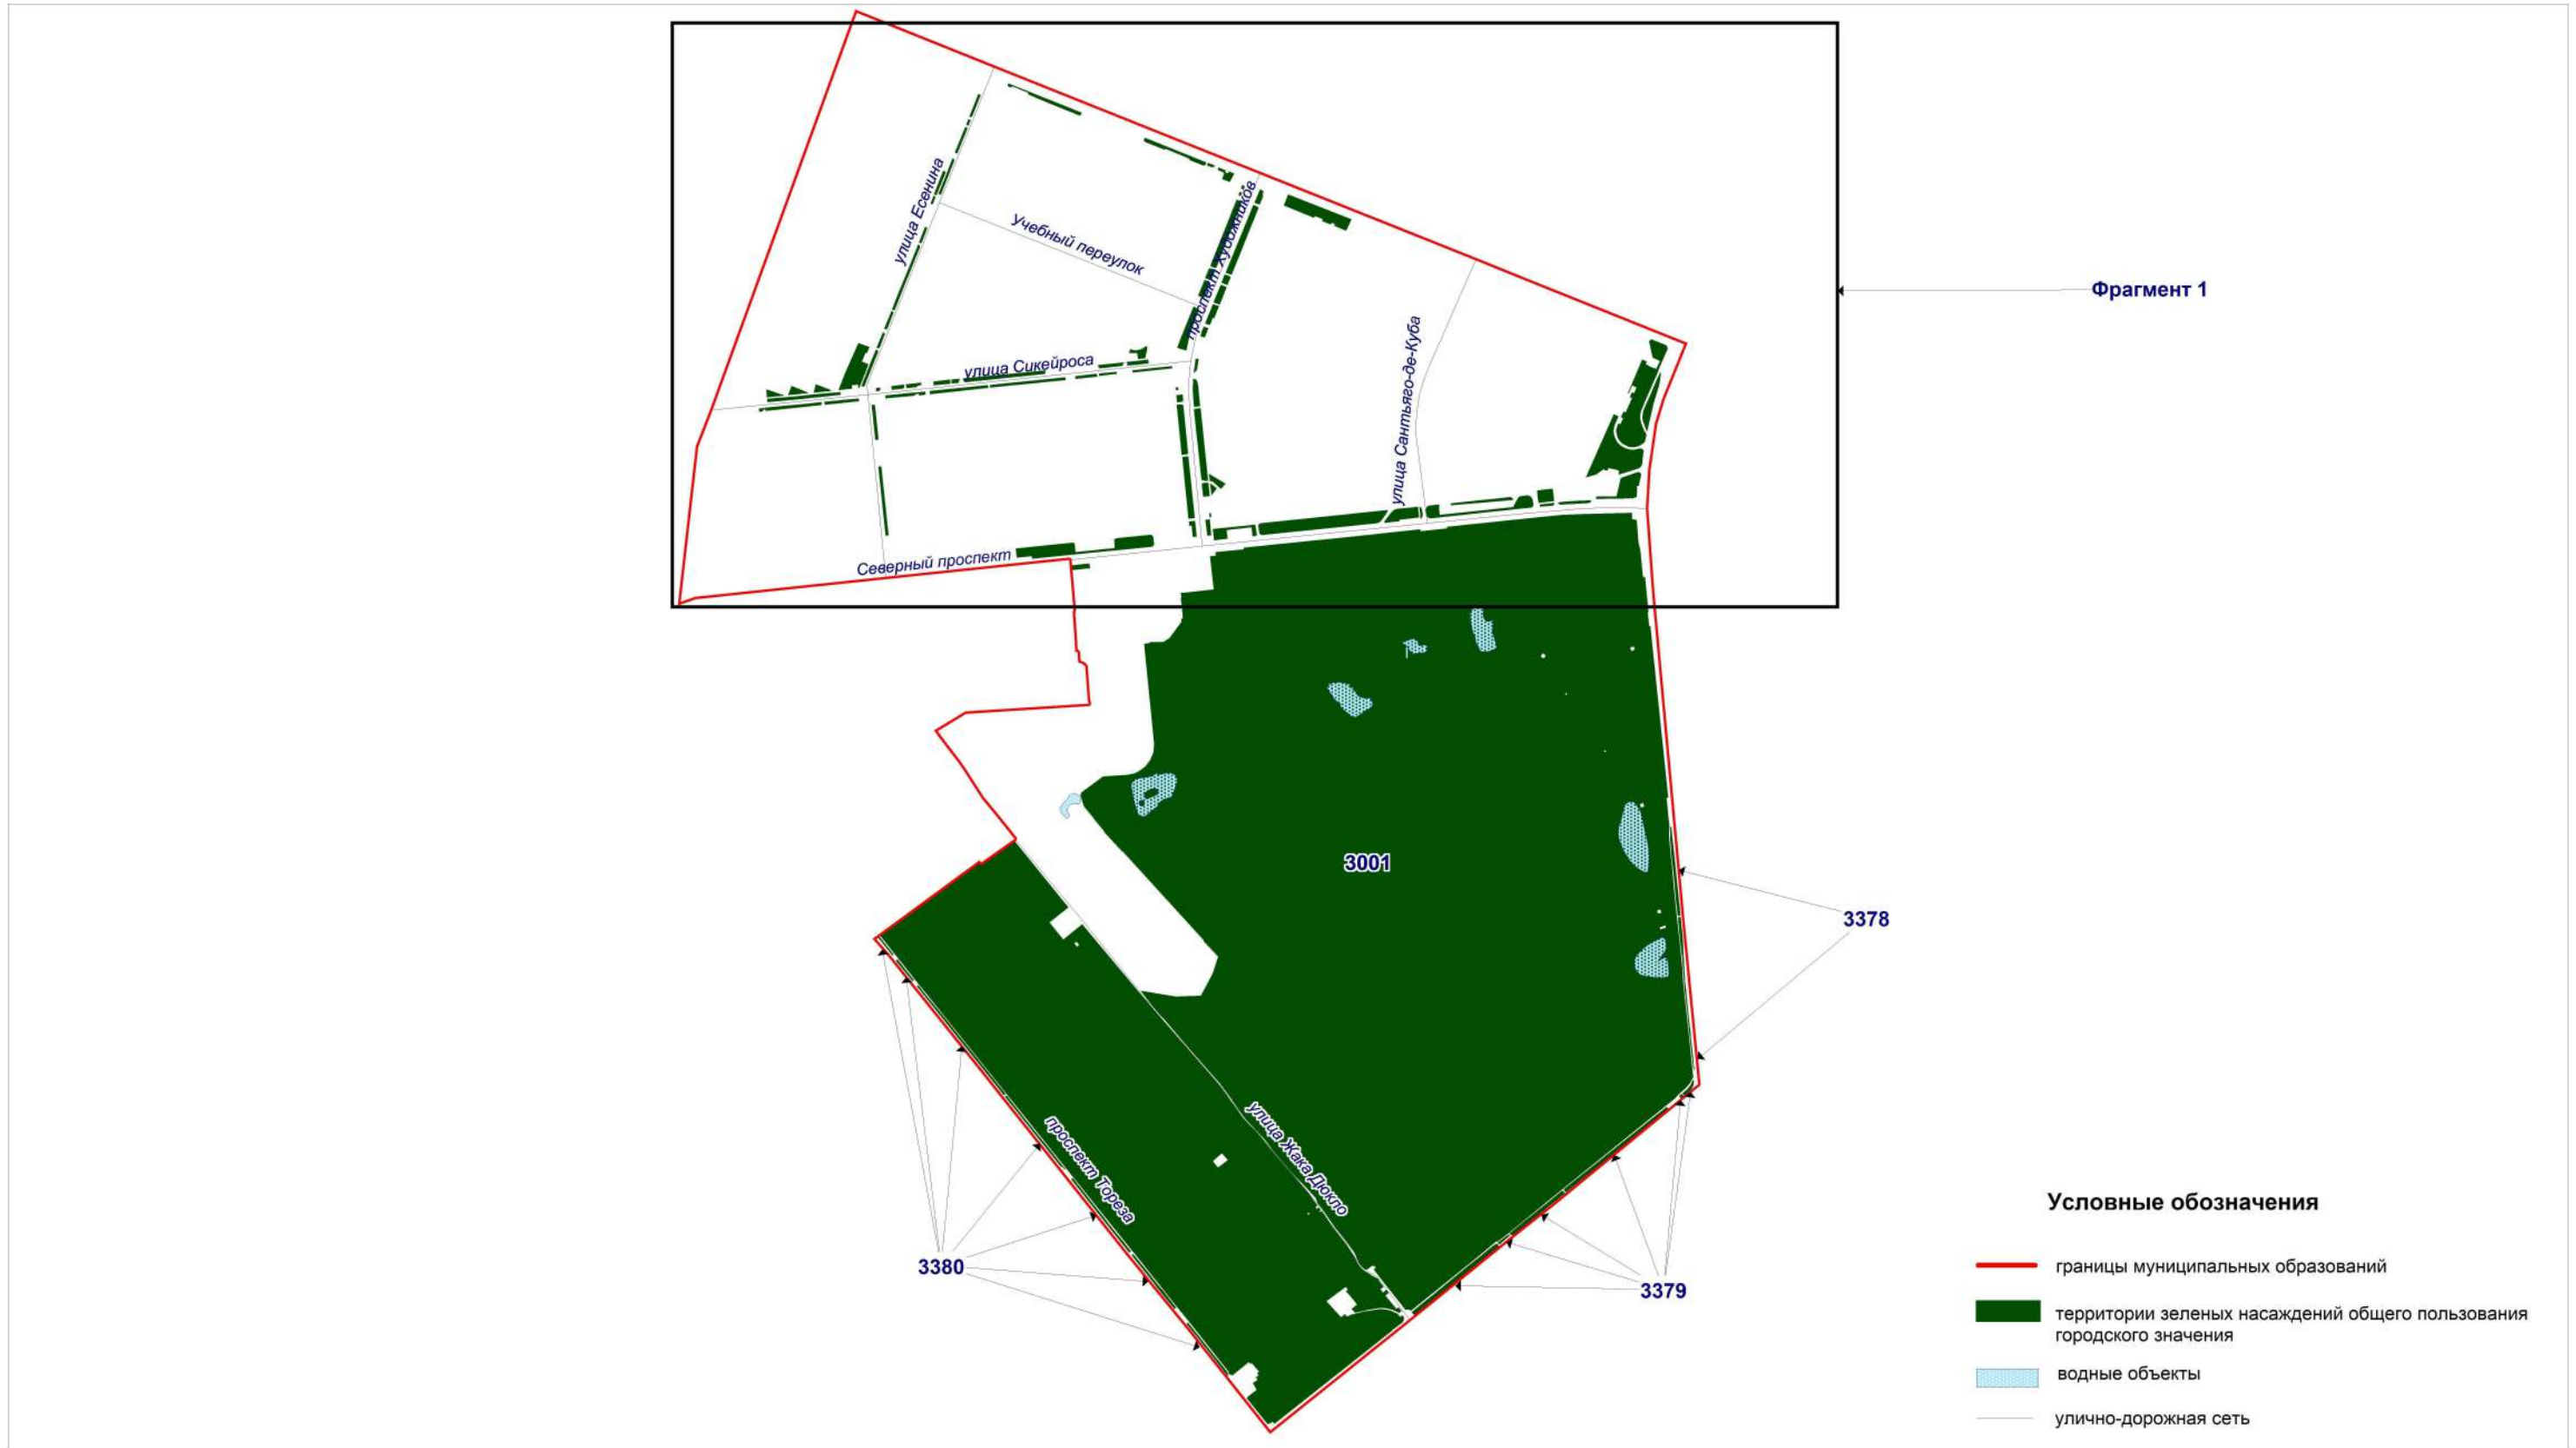 улица Есенина
Учебный переулок
проспект Художников
Фрагмент 1
улица Сикейроса
улица Сантьяго-де-Куба
Северный проспект
3001
3378
улица Жака Дюкло
проспект Тореза
3380
3379
Условные обозначения
границы муниципальных образований
территории зеленых насаждений общего пользования
городского значения
водные объекты
улично-дорожная сеть